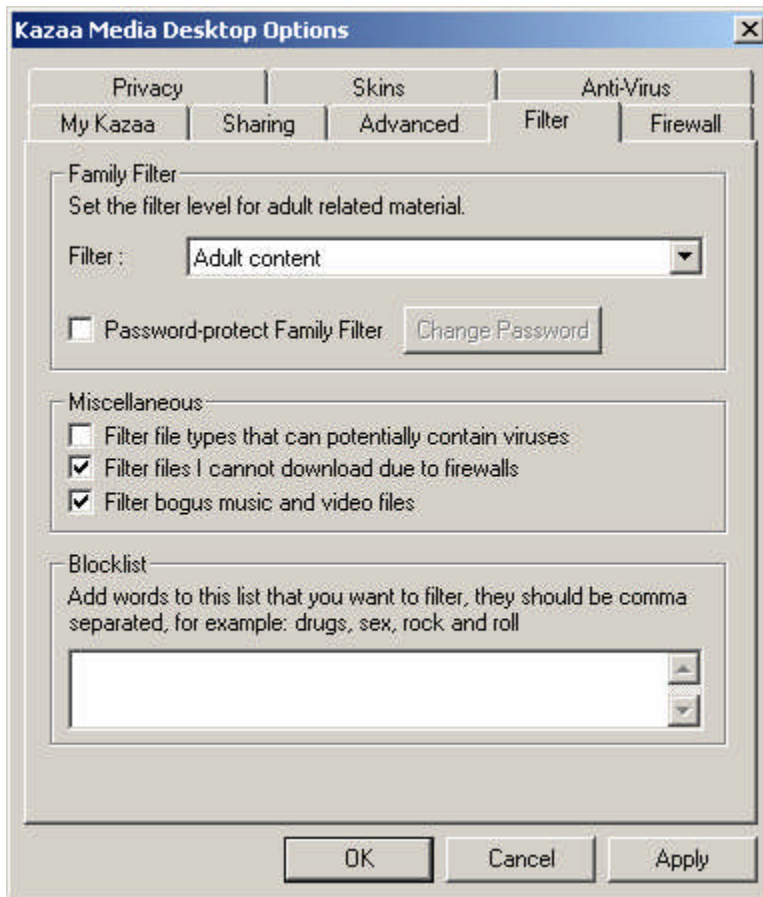 Kazaa Media Desktop Options
Privacy Skins Anti-Virus
My Kazaa Sharing Advanced Filter Firewall
Family Filter
Set the filter level for adult related material.
Filter : Adult content
Password-protect Family Filter Change Password
Miscellaneous
Filter file types that can potentially contain viruses
Filter files I cannot download due to firewalls
Filter bogus music and video files
Blocklist
Add words to this list that you want to filter, they should be comma
separated, for example: drugs, sex, rock and roll
OK Cancel Apply